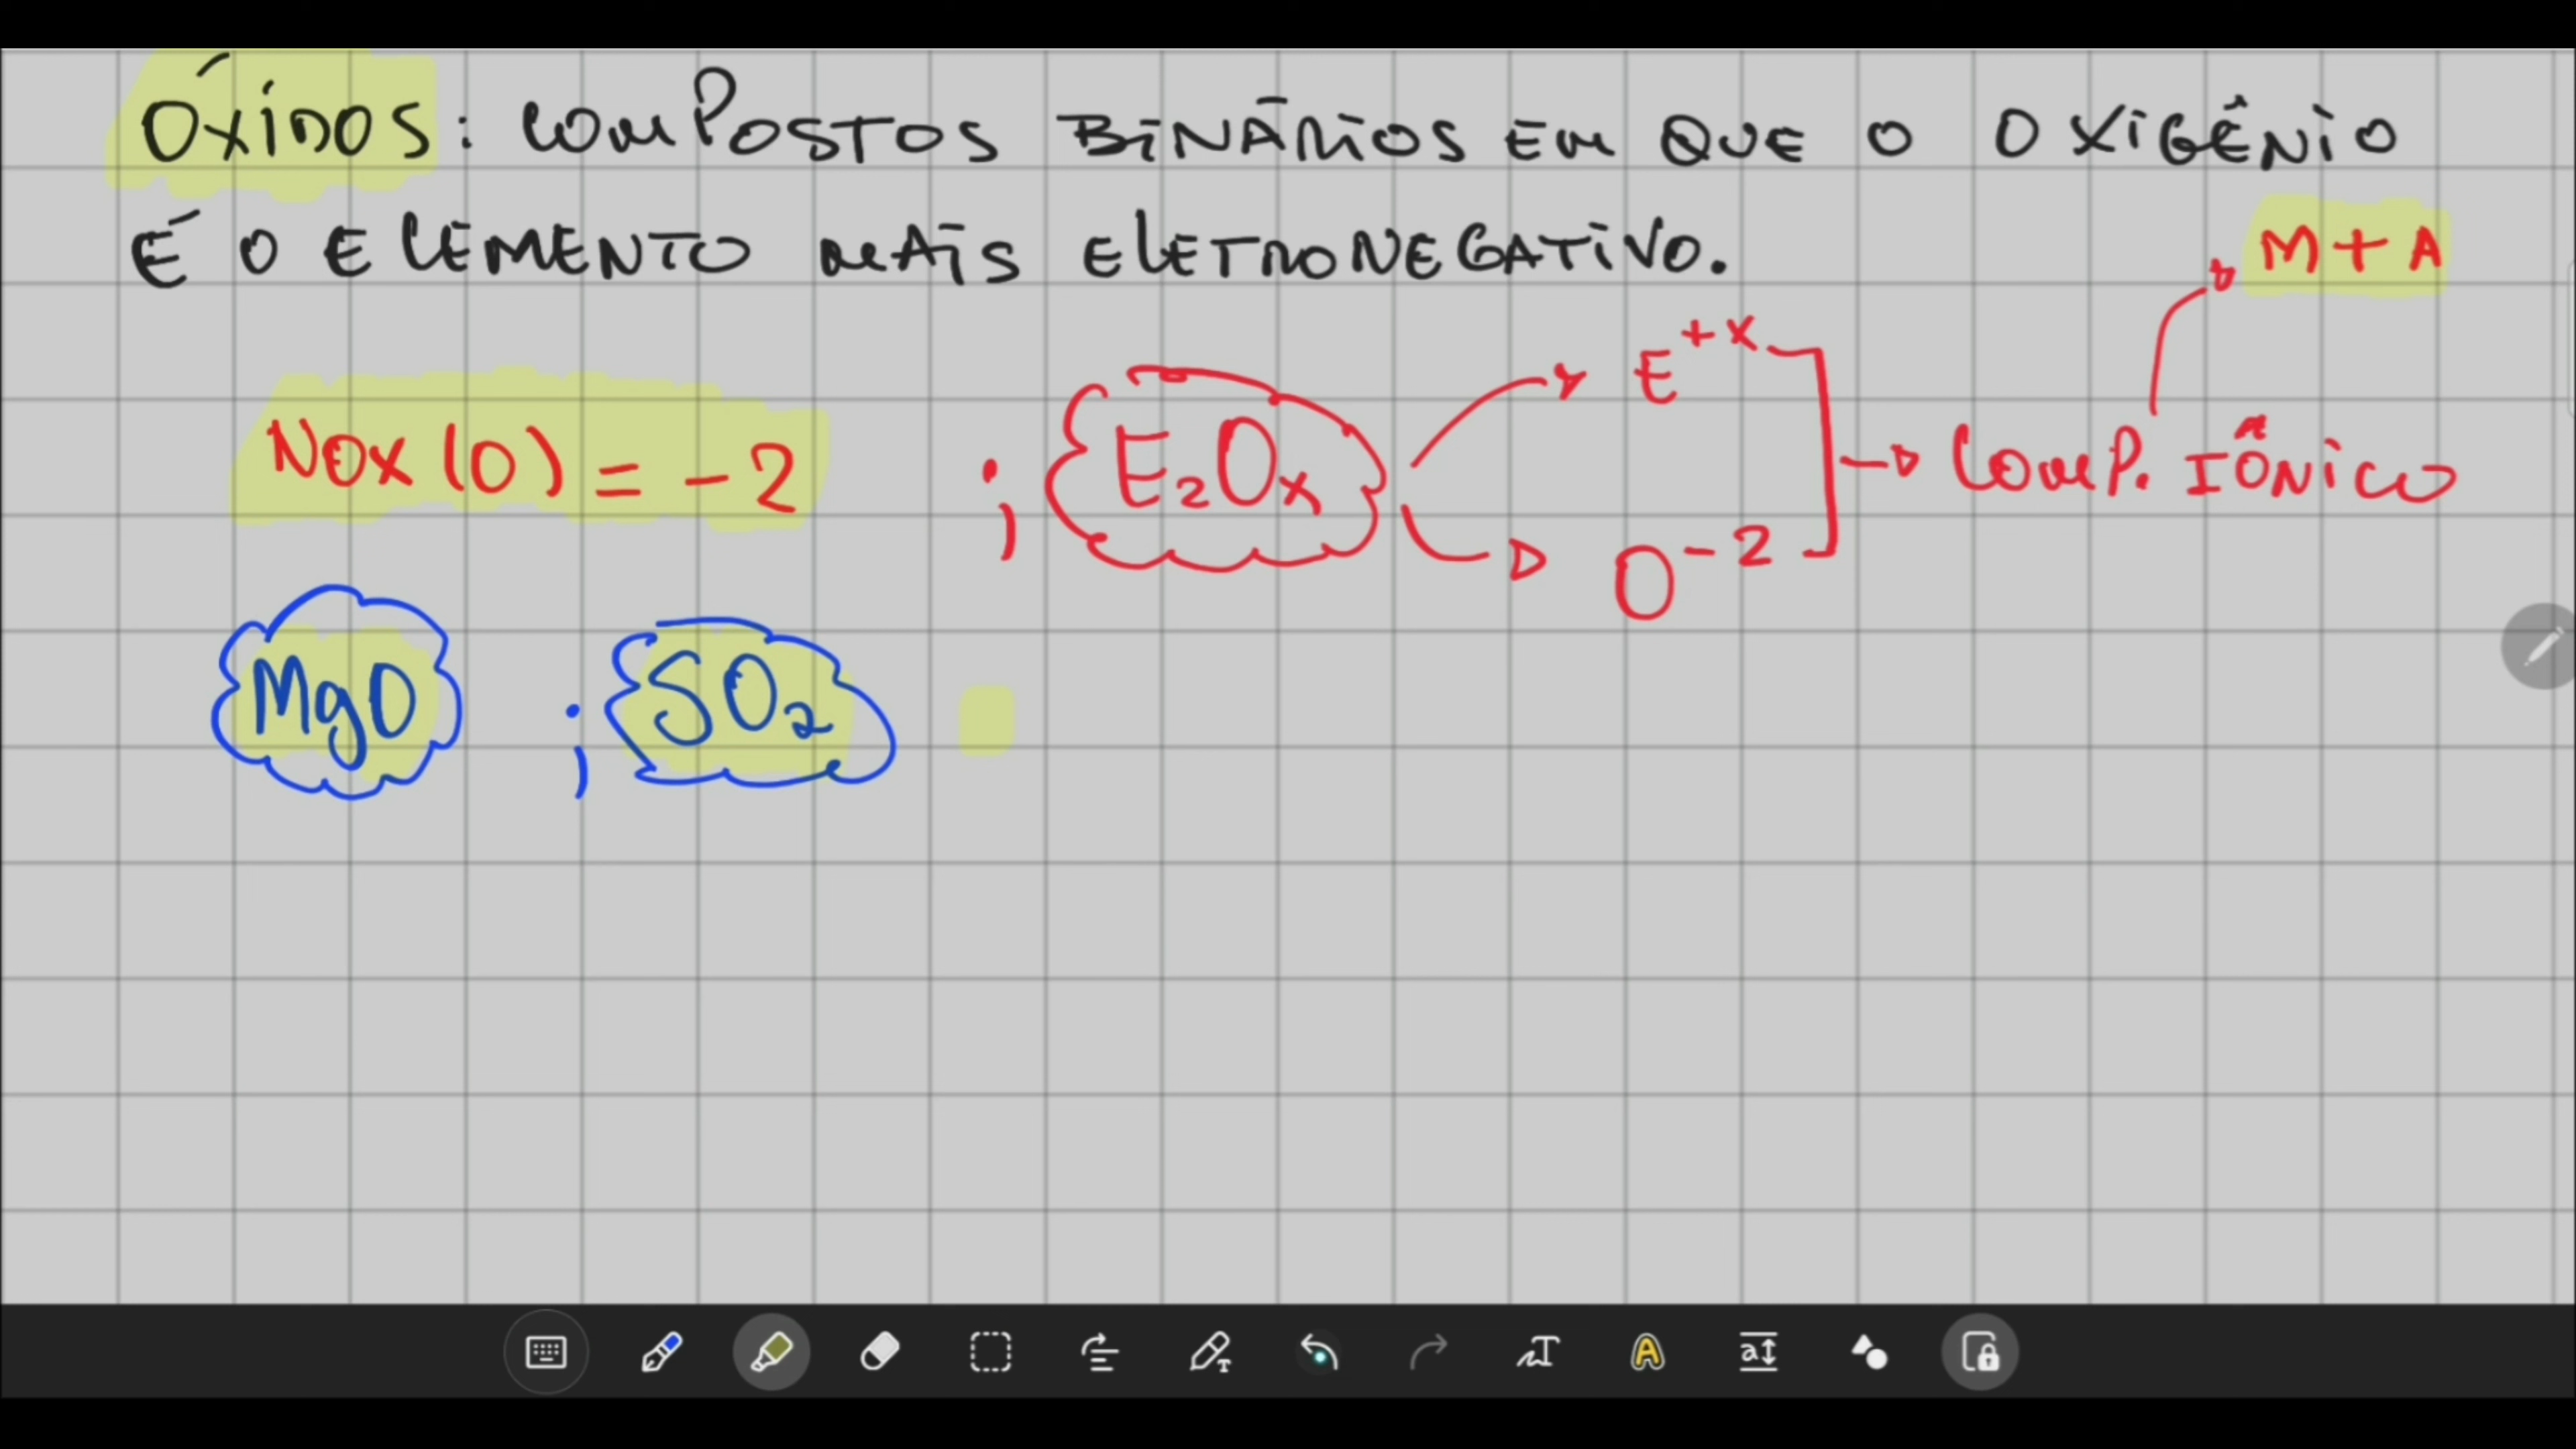 ÓXIDOS: COMPOSTOS BINÁRIOS EM QUE O OXIGÊNIO
É O ELEMENTO MAIS ELETRONEGATIVO.
M + A
NOX (O) = -2 ; E₂Oₓ E⁺ˣ O⁻² COMP. IÔNICO
MgO ; SO₂